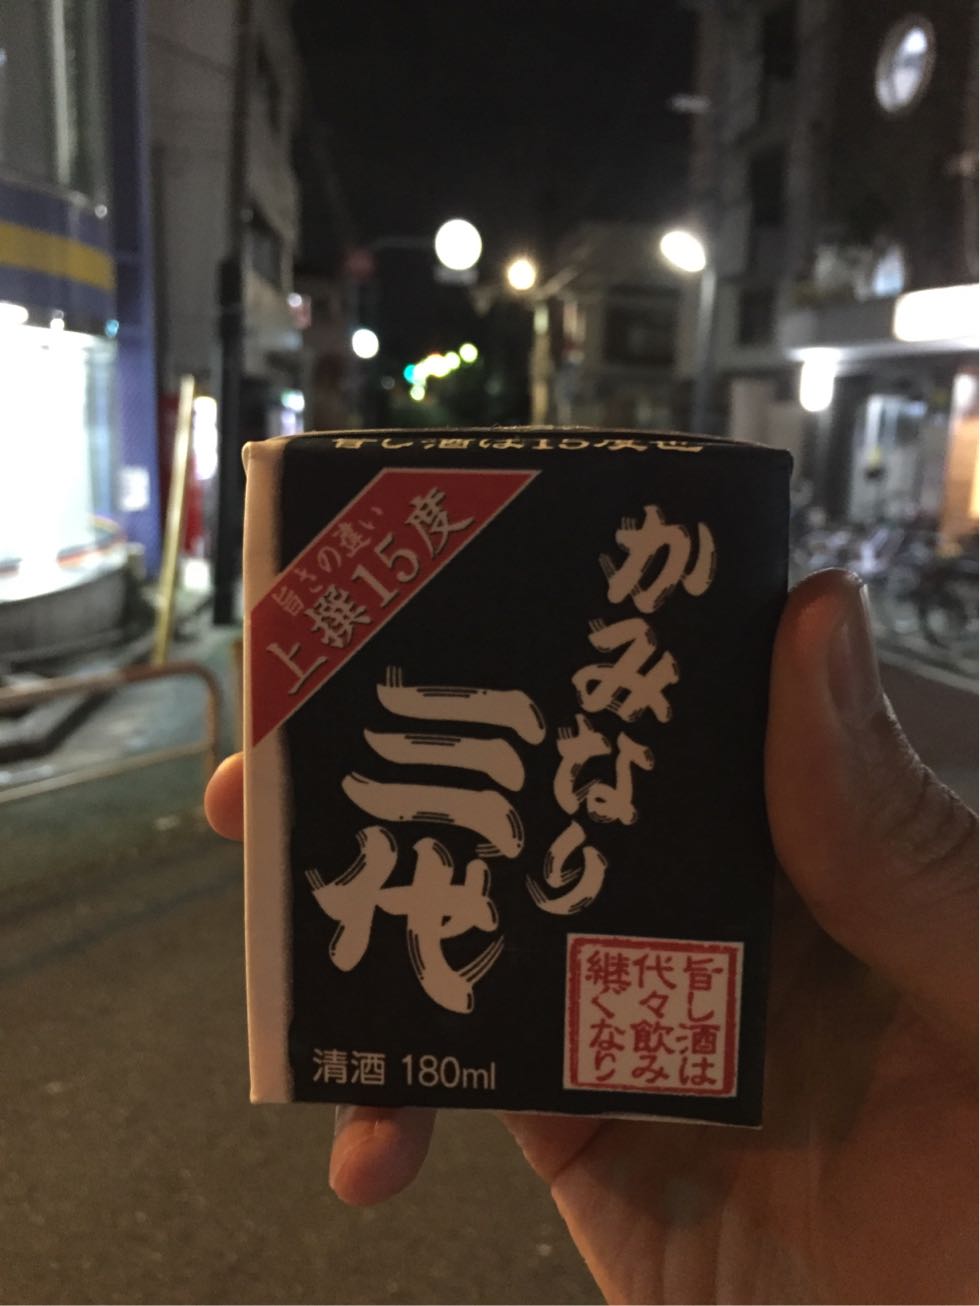 旨し酒は15度也
旨さの違い
上撰15度
かみなり
三代
旨し酒は
代々飲み
継ぐなり
清酒 180ml